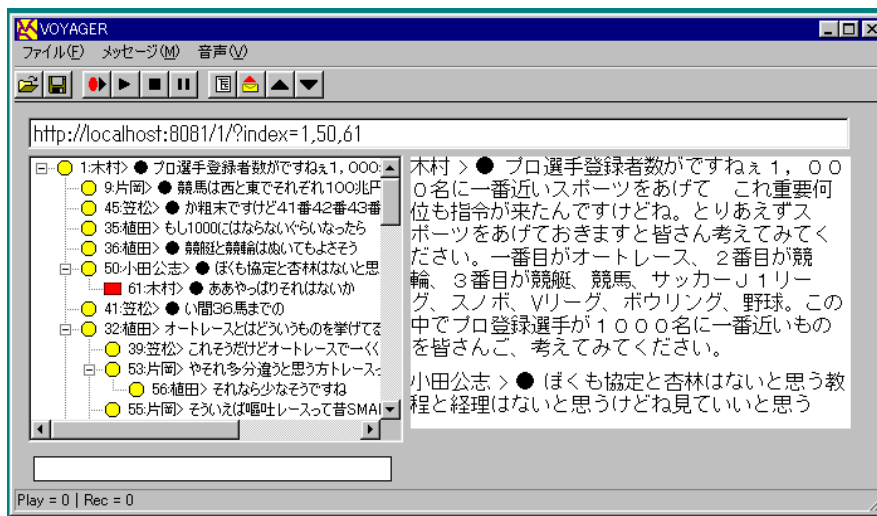 VOYAGER
ファイル(F) メッセージ(M) 音声(V)
http://localhost:8081/1/?index=1,50,61
1:木村> ● プロ選手登録者数がですねぇ1,000:
9:片岡> ● 競馬は西と東でそれぞれ100兆円
45:笠松> ● か粗末ですけど41番42番43番
35:植田> もし1000にはならないぐらいなったら
36:植田> ● 競艇と競輪はぬいてもよさそう
50:小田公志> ● ぼくも協定と杏林はないと思
61:木村> ● ああやっぱりそれはないか
41:笠松> ● い間36馬までの
32:植田> オートレースとはどういうものを挙げてる
39:笠松> これそうだけどオートレースでーくく
53:片岡> やそれ多分違うと思う方トレースっ
56:植田> それなら少なそうですね
55:片岡> そういえば嘔吐レースって昔SMAI
木村 > ● プロ選手登録者数がですねぇ1，00
0名に一番近いスポーツをあげて　これ重要何
位も指令が来たんですけどね。とりあえずス
ポーツをあげておきますと皆さん考えてみてく
ださい。一番目がオートレース、２番目が競
輪、３番目が競艇、競馬、サッカーＪ１リー
グ、スノボ、Vリーグ、ボウリング、野球。この
中でプロ登録選手が１０００名に一番近いもの
を皆さんご、考えてみてください。
小田公志 > ● ぼくも協定と杏林はないと思う教
程と経理はないと思うけどね見ていいと思う
Play = 0 | Rec = 0